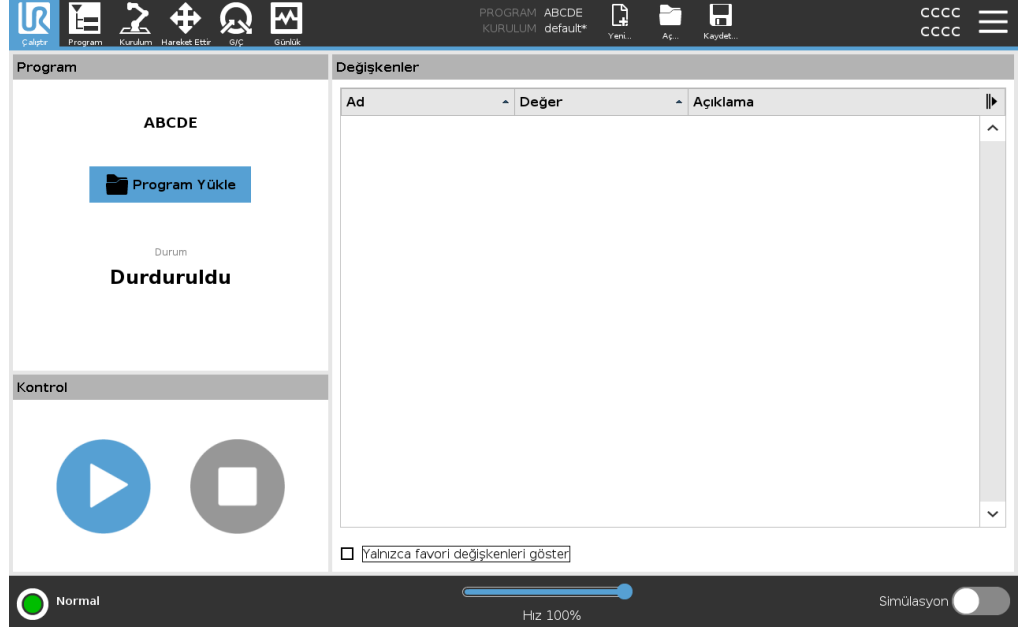 PROGRAM ABCDE
KURULUM default*
CCCC
CCCC
Çalıştır Program Kurulum Hareket Ettir G/Ç Günlük Yeni... Aç... Kaydet...
Program
ABCDE
Program Yükle
Durum
Durduruldu
Kontrol
Değişkenler
Ad Değer Açıklama
Yalnızca favori değişkenleri göster
Normal
Hız 100%
Simülasyon